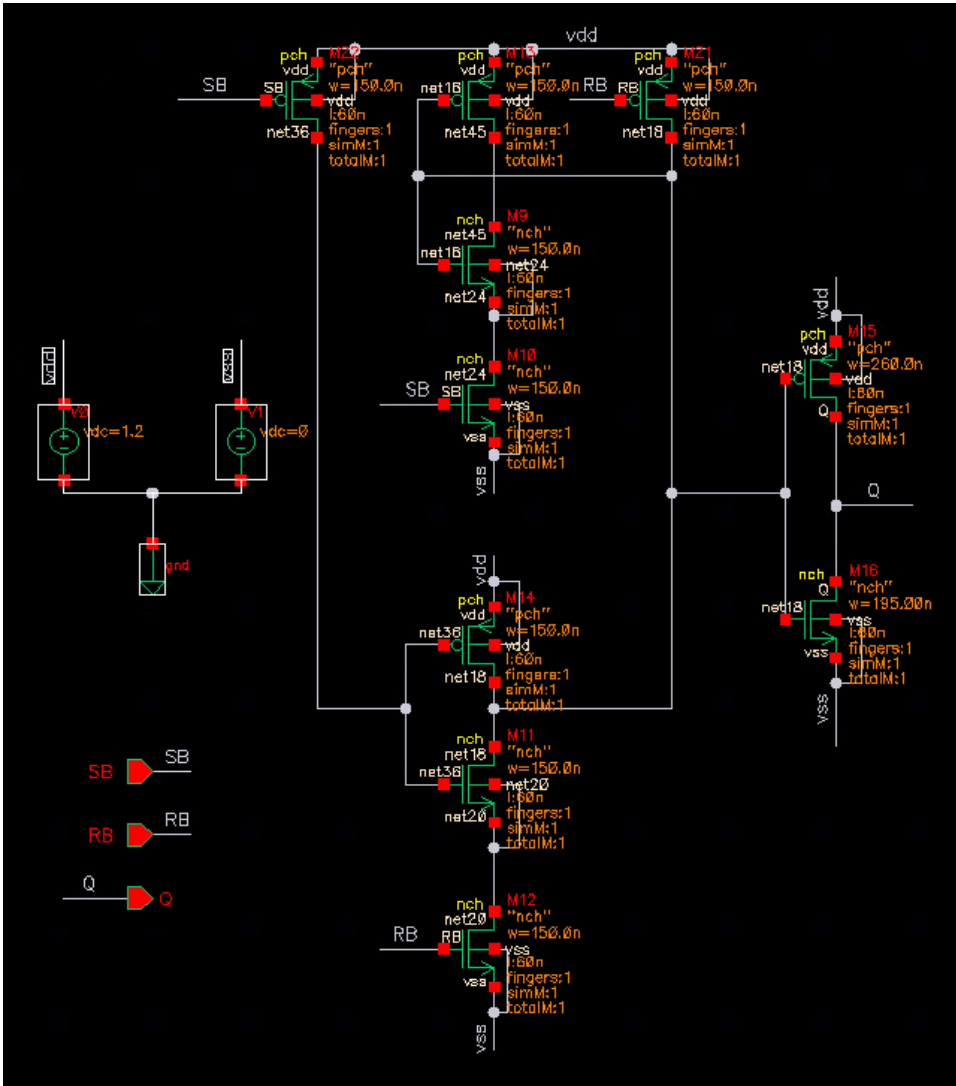 vdd
pch
M22
vdd
"pch"
w=150.0n
SB
SB
vdd
l:60n
fingers:1
simM:1
totalM:1
net36
pch
M13
vdd
"pch"
w=150.0n
net18
vdd
l:60n
fingers:1
simM:1
totalM:1
net45
pch
M21
vdd
"pch"
w=150.0n
RB
RB
vdd
l:60n
fingers:1
simM:1
totalM:1
net18
nch
M9
net45
"nch"
w=150.0n
net18
net24
l:60n
fingers:1
simM:1
totalM:1
net24
nch
M10
net24
"nch"
w=150.0n
SB
SB
vss
l:60n
fingers:1
simM:1
totalM:1
vss
vss
vdd
pch
M15
vdd
"pch"
w=260.0n
net18
vdd
l:60n
fingers:1
simM:1
totalM:1
Q
Q
vdd
V0
vdc=1.2
vss
V1
vdc=0
gnd
vdd
pch
M14
vdd
"pch"
w=150.0n
net36
vdd
l:60n
fingers:1
simM:1
totalM:1
net18
nch
M16
Q
"nch"
w=195.00n
net18
vss
l:60n
fingers:1
simM:1
totalM:1
vss
vss
nch
M11
net18
"nch"
w=150.0n
net36
net20
l:60n
fingers:1
simM:1
totalM:1
net20
SB
SB
RB
RB
Q
Q
nch
M12
net20
"nch"
w=150.0n
RB
RB
vss
l:60n
fingers:1
simM:1
totalM:1
vss
vss